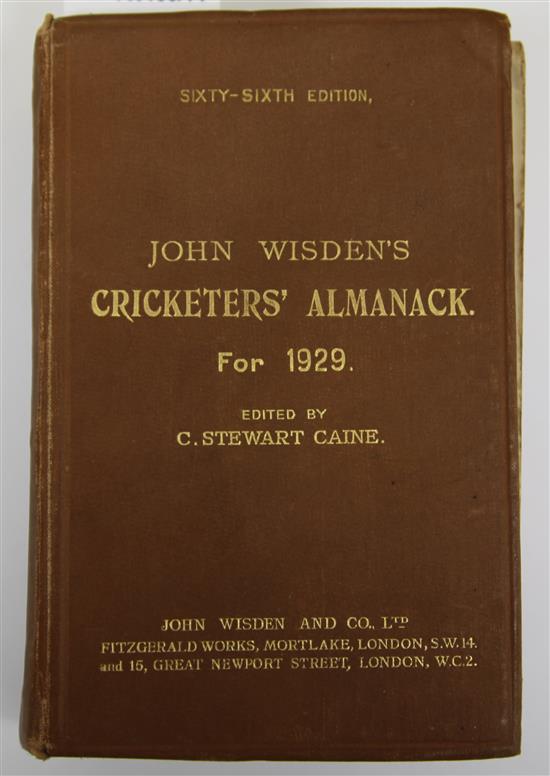 SIXTY-SIXTH EDITION,
JOHN WISDEN'S
CRICKETERS' ALMANACK.
For 1929.
EDITED BY
C. STEWART CAINE.
JOHN WISDEN AND CO., LTD
FITZGERALD WORKS, MORTLAKE, LONDON, S.W.14.
and 15, GREAT NEWPORT STREET, LONDON, W.C.2.